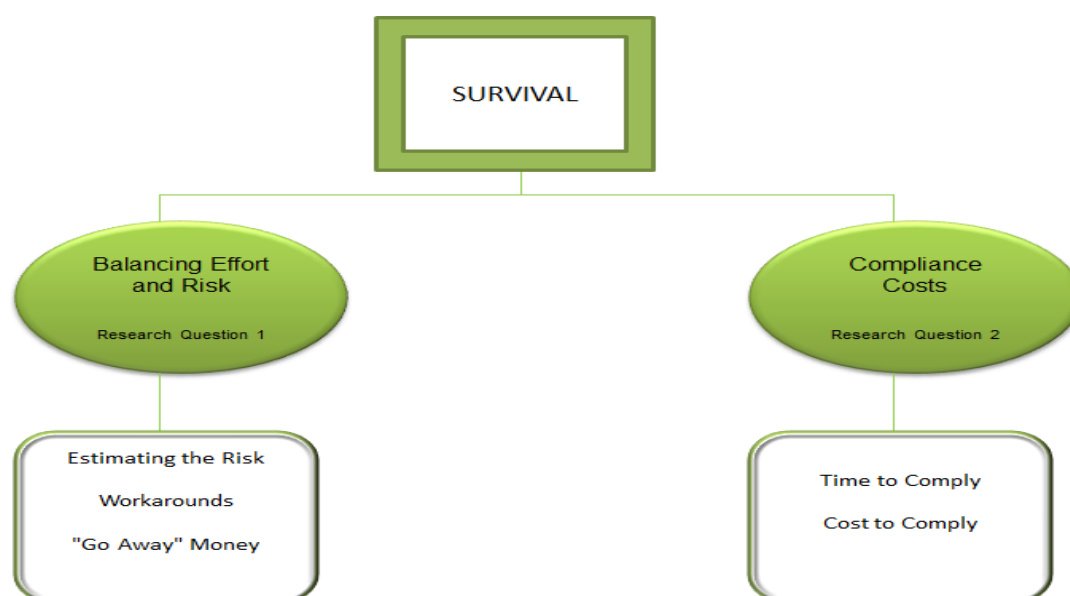 SURVIVAL
Balancing Effort
and Risk
Research Question 1
Compliance
Costs
Research Question 2
Estimating the Risk
Workarounds
"Go Away" Money
Time to Comply
Cost to Comply